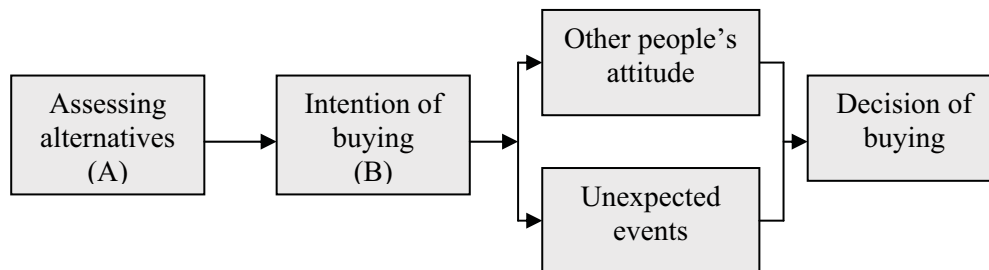 Assessing
alternatives
(A)
Intention of
buying
(B)
Other people’s
attitude
Unexpected
events
Decision of
buying